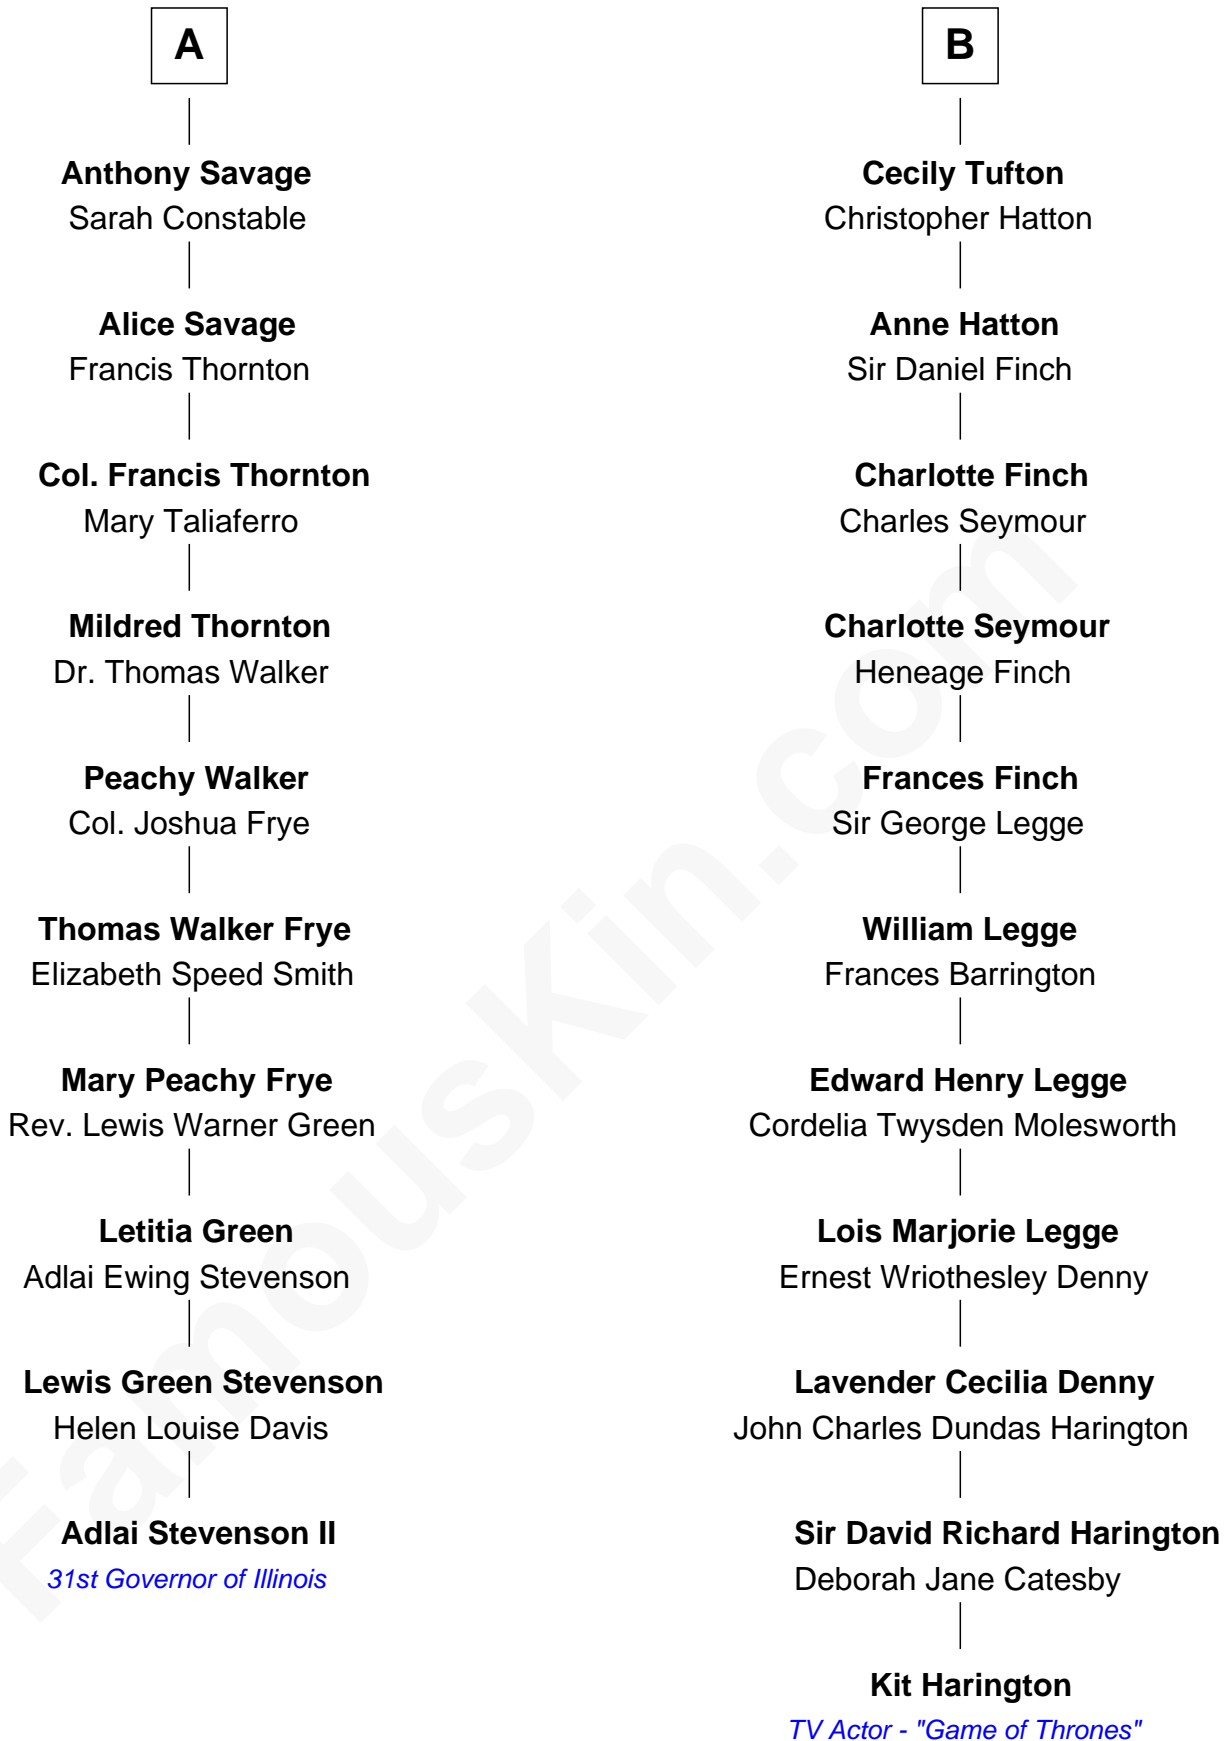 A
Anthony Savage
Sarah Constable
Alice Savage
Francis Thornton
Col. Francis Thornton
Mary Taliaferro
Mildred Thornton
Dr. Thomas Walker
Peachy Walker
Col. Joshua Frye
Thomas Walker Frye
Elizabeth Speed Smith
Mary Peachy Frye
Rev. Lewis Warner Green
Letitia Green
Adlai Ewing Stevenson
Lewis Green Stevenson
Helen Louise Davis
Adlai Stevenson II
31st Governor of Illinois
B
Cecily Tufton
Christopher Hatton
Anne Hatton
Sir Daniel Finch
Charlotte Finch
Charles Seymour
Charlotte Seymour
Heneage Finch
Frances Finch
Sir George Legge
William Legge
Frances Barrington
Edward Henry Legge
Cordelia Twysden Molesworth
Lois Marjorie Legge
Ernest Wriothesley Denny
Lavender Cecilia Denny
John Charles Dundas Harington
Sir David Richard Harington
Deborah Jane Catesby
Kit Harington
TV Actor - "Game of Thrones"
FamousKin.com